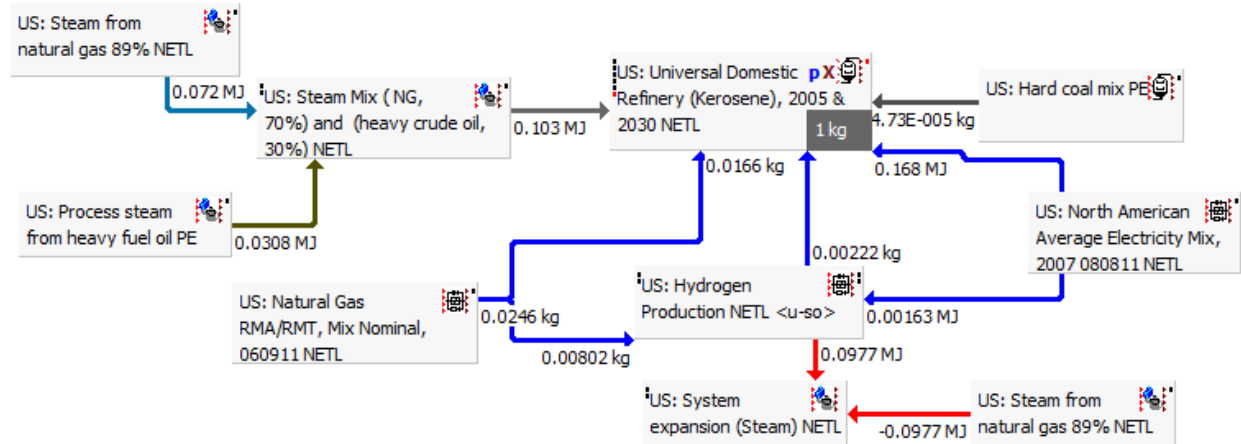 US: Steam from
natural gas 89% NETL
0.072 MJ
US: Steam Mix ( NG,
70%) and (heavy crude oil,
30%) NETL
0.103 MJ
US: Universal Domestic pX
Refinery (Kerosene), 2005 &
2030 NETL
1 kg
US: Hard coal mix PE
4.73E-005 kg
0.0166 kg
0.168 MJ
US: Process steam
from heavy fuel oil PE
0.0308 MJ
US: North American
Average Electricity Mix,
2007 080811 NETL
0.00222 kg
US: Natural Gas
RMA/RMT, Mix Nominal,
060911 NETL
0.0246 kg
0.00802 kg
US: Hydrogen
Production NETL <u-so>
0.00163 MJ
0.0977 MJ
US: System
expansion (Steam) NETL
-0.0977 MJ
US: Steam from
natural gas 89% NETL